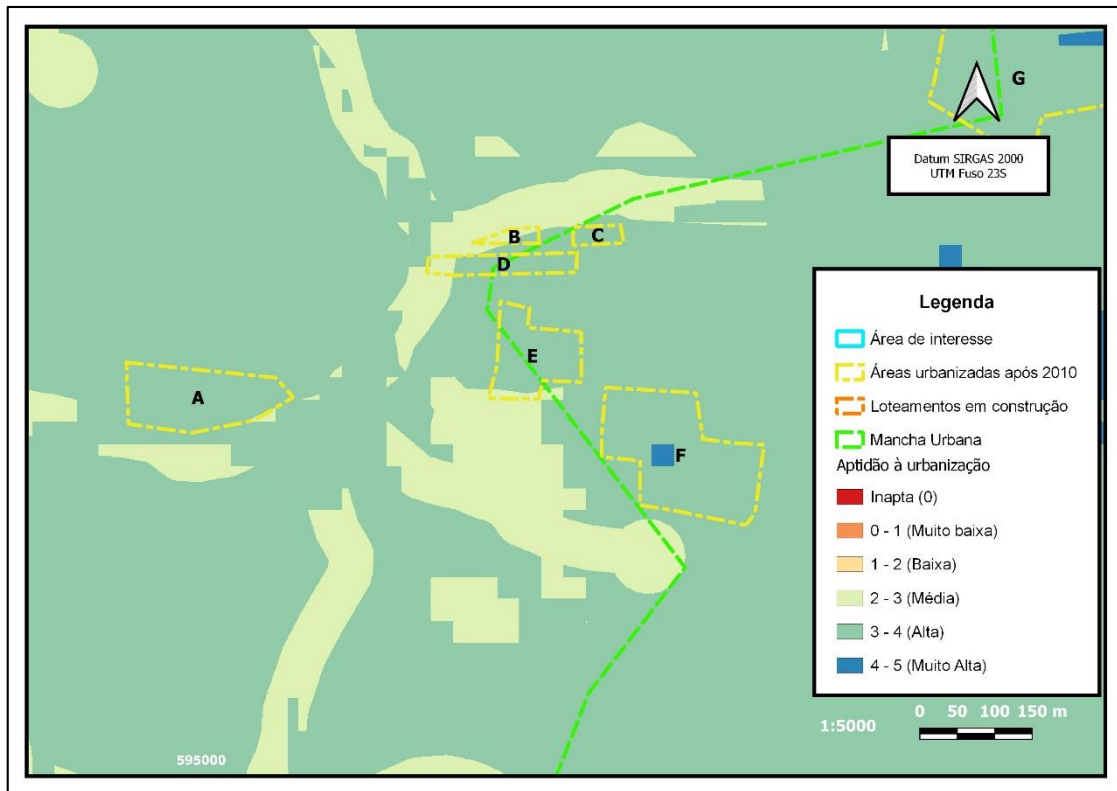 G
Datum SIRGAS 2000
UTM Fuso 23S
B
C
D
E
A
F
Legenda
Área de interesse
Áreas urbanizadas após 2010
Loteamentos em construção
Mancha Urbana
Aptidão à urbanização
Inapta (0)
0 - 1 (Muito baixa)
1 - 2 (Baixa)
2 - 3 (Média)
3 - 4 (Alta)
4 - 5 (Muito Alta)
0 50 100 150 m
1:5000
595000